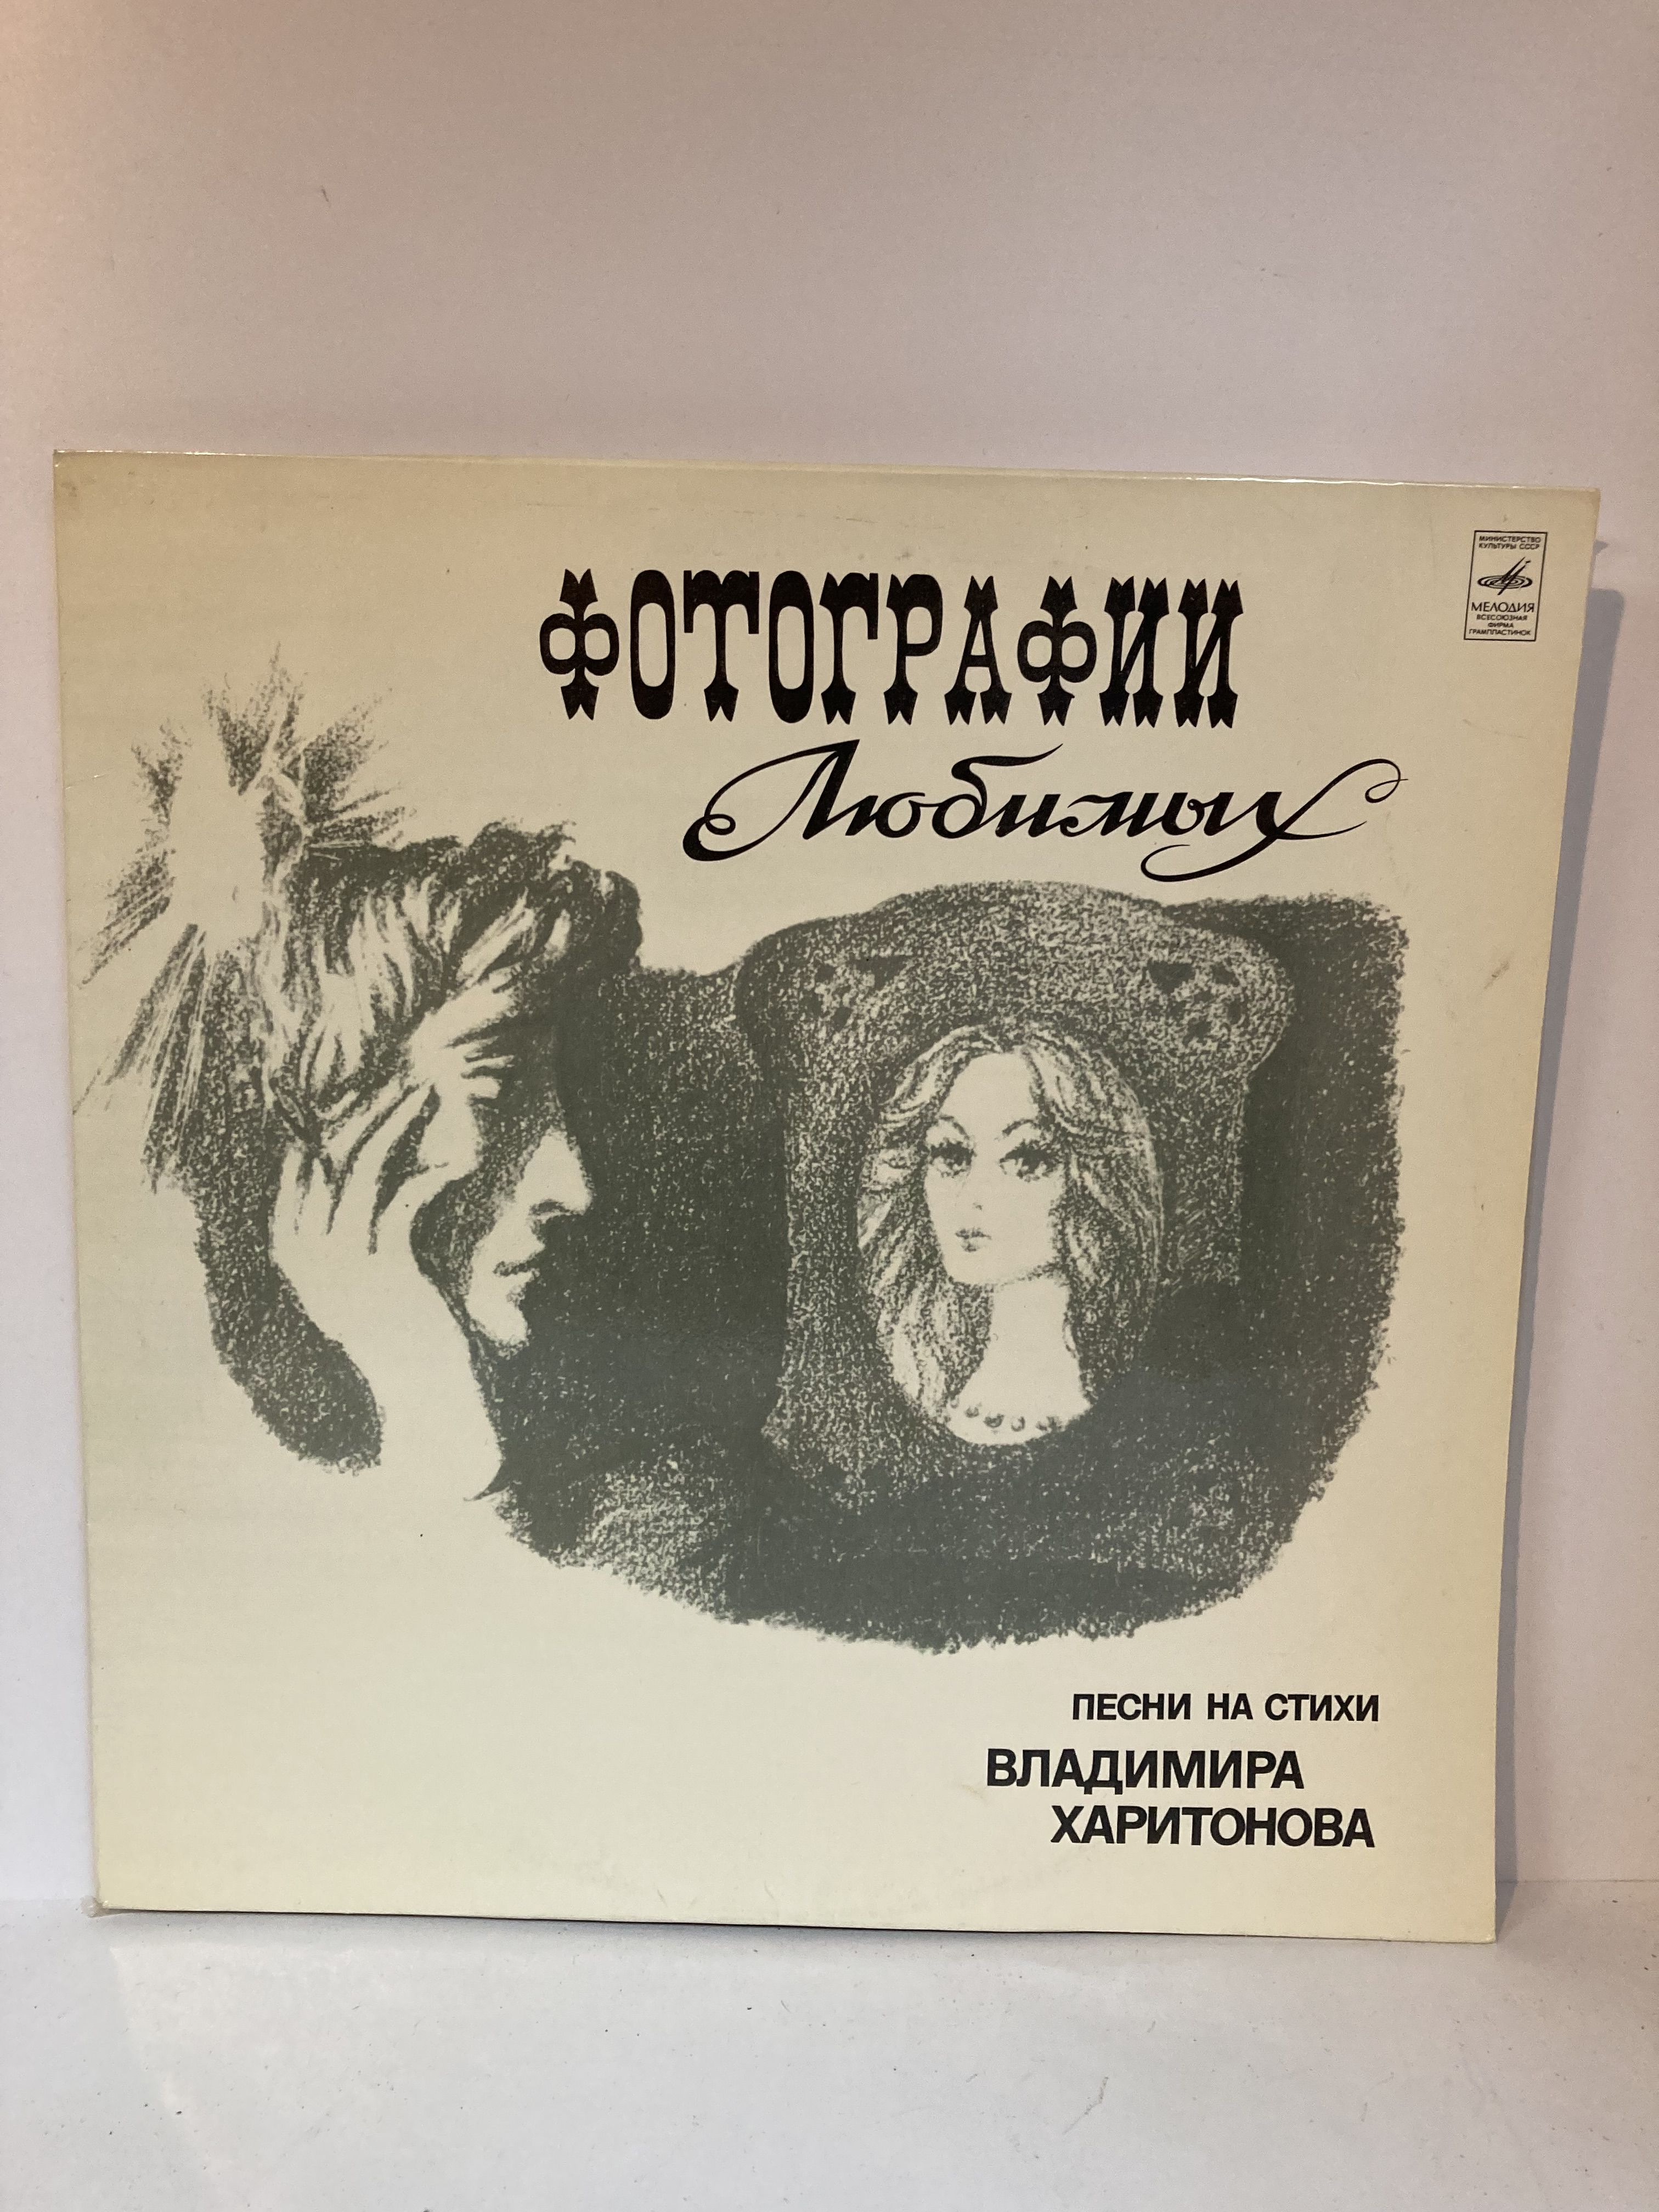 МИНИСТЕРСТВО
КУЛЬТУРЫ СССР
МЕЛОДИЯ
ВСЕСОЮЗНАЯ
ФИРМА
ГРАМПЛАСТИНОК
ФОТОГРАФИИ
Любимых
ПЕСНИ НА СТИХИ
ВЛАДИМИРА
ХАРИТОНОВА